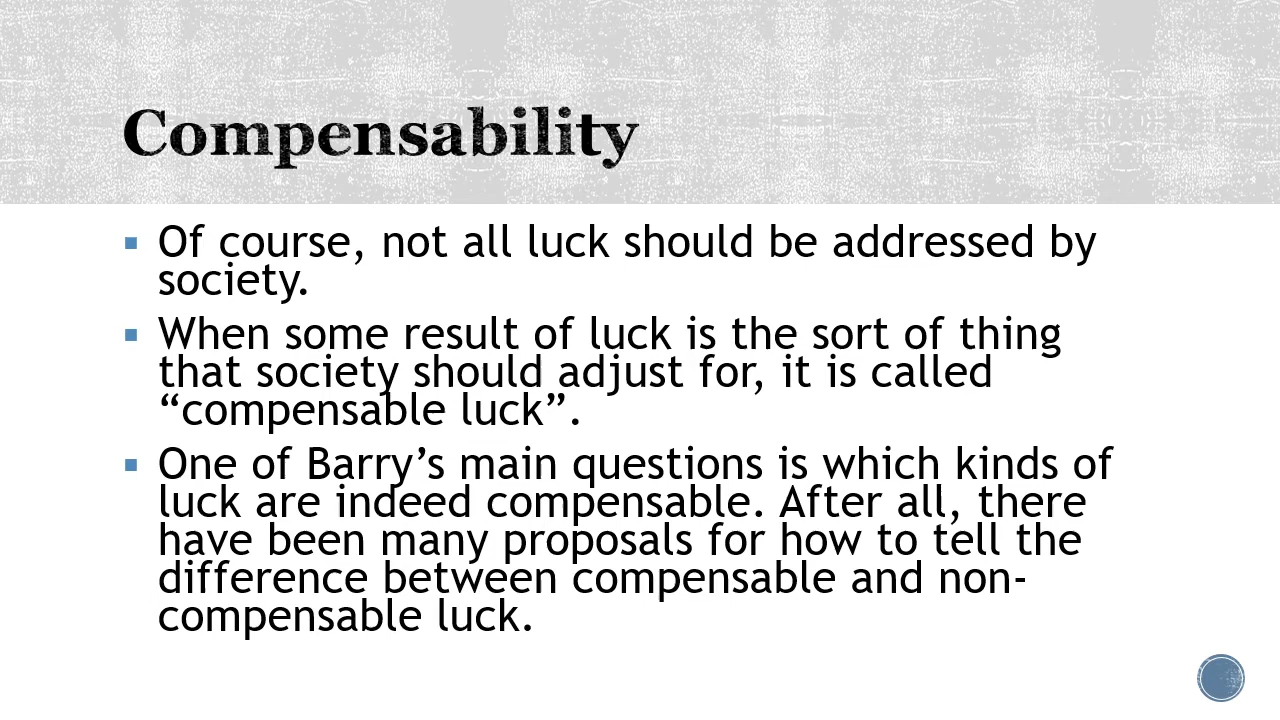 Compensability
Of course, not all luck should be addressed by
society.
When some result of luck is the sort of thing
that society should adjust for, it is called
“compensable luck”.
One of Barry’s main questions is which kinds of
luck are indeed compensable. After all, there
have been many proposals for how to tell the
difference between compensable and non-
compensable luck.